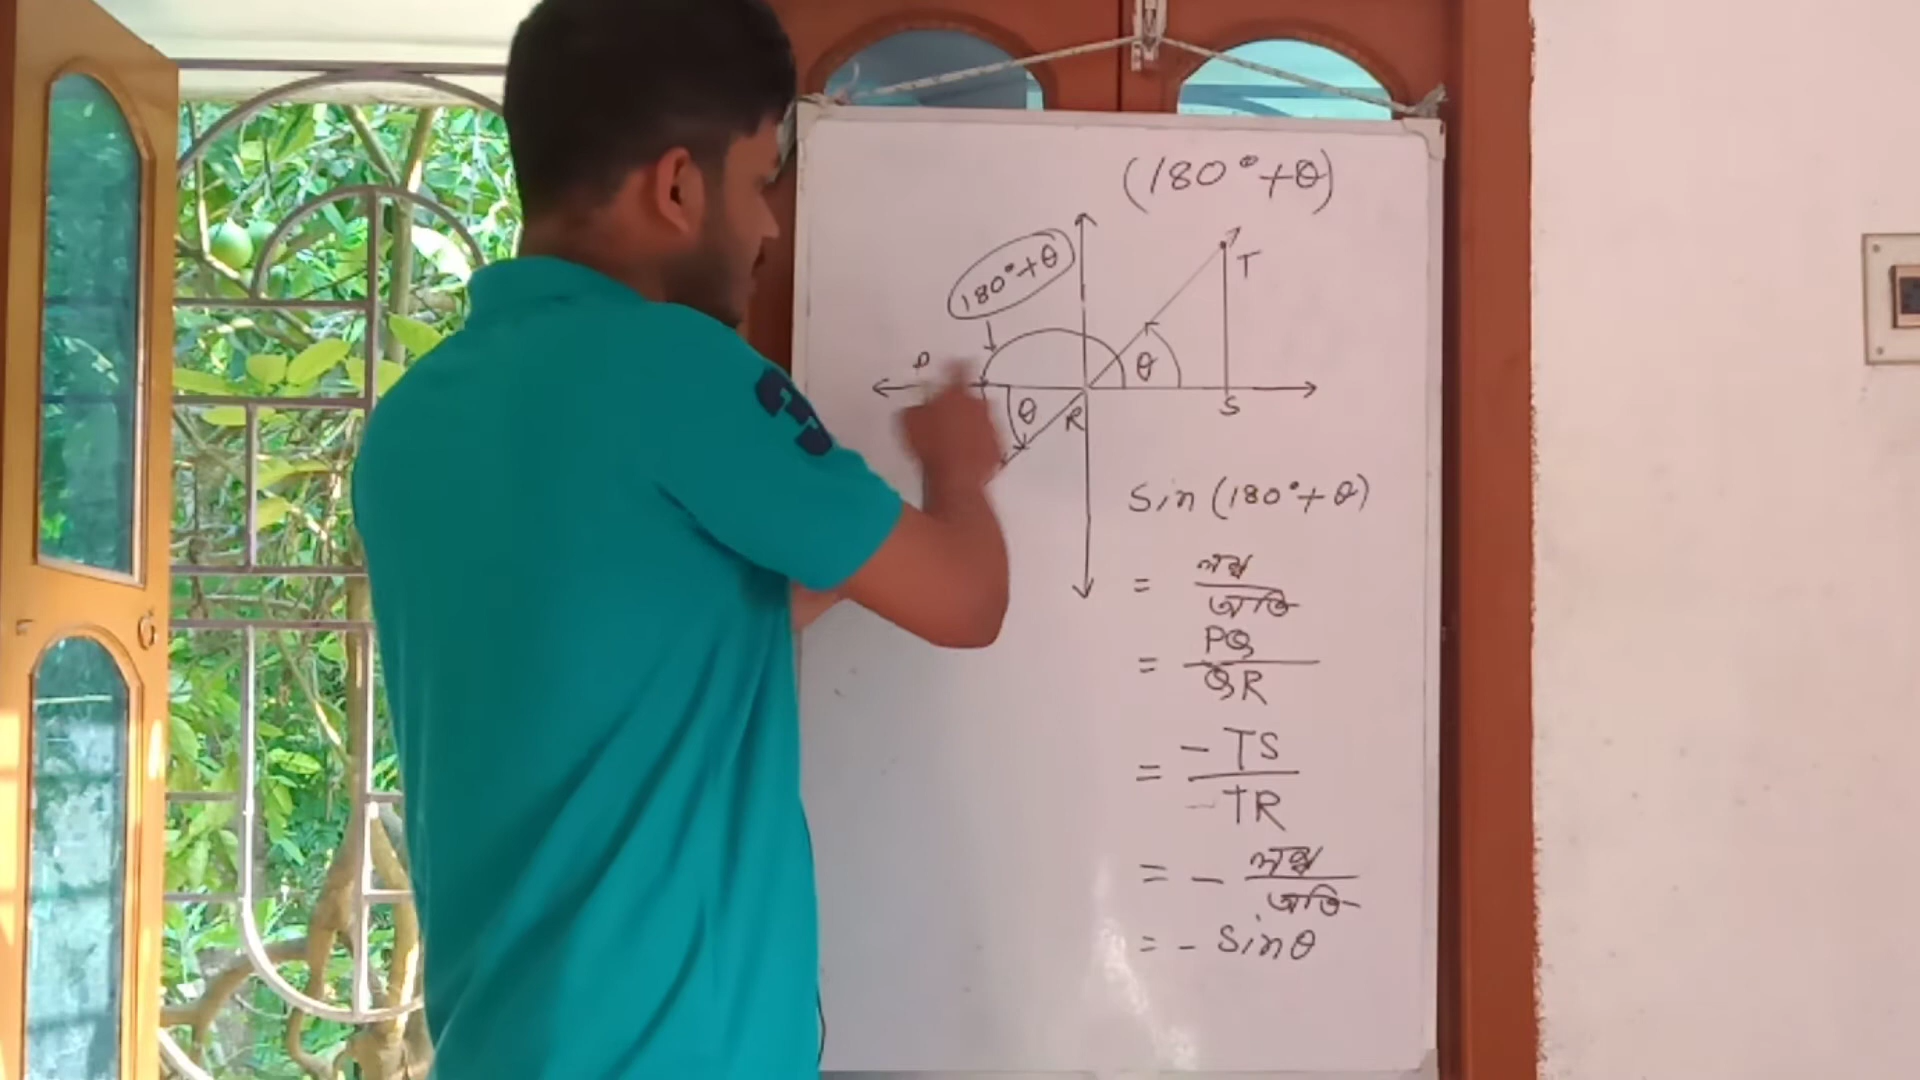 (180°+θ)
180°+θ
T
P
θ
θ
R
S
Sin (180°+θ)
= লম্ব
অতি
= PQ
QR
= -TS
-TR
= - লম্ব
অতি
= - Sinθ